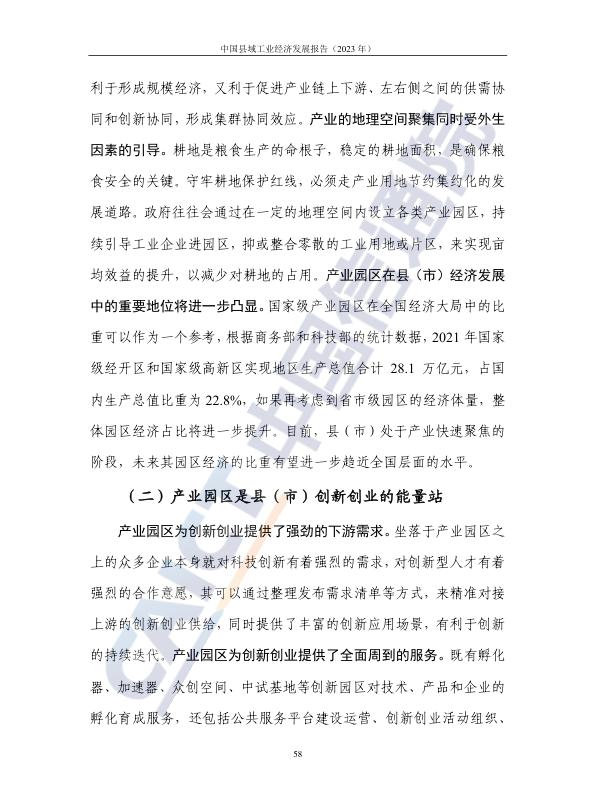 中国县域工业经济发展报告（2023 年）
利于形成规模经济，又利于促进产业链上下游、左右侧之间的供需协
同和创新协同，形成集群协同效应。产业的地理空间聚集同时受外生
因素的引导。耕地是粮食生产的命根子，稳定的耕地面积，是确保粮
食安全的关键。守牢耕地保护红线，必须走产业用地节约集约化的发
展道路。政府往往会通过在一定的地理空间内设立各类产业园区，持
续引导工业企业进园区，抑或整合零散的工业用地或片区，来实现亩
均效益的提升，以减少对耕地的占用。产业园区在县（市）经济发展
中的重要地位将进一步凸显。国家级产业园区在全国经济大局中的比
重可以作为一个参考，根据商务部和科技部的统计数据，2021 年国家
级经开区和国家级高新区实现地区生产总值合计 28.1 万亿元，占国
内生产总值比重为 22.8%，如果再考虑到省市级园区的经济体量，整
体园区经济占比将进一步提升。目前，县（市）处于产业快速聚焦的
阶段，未来其园区经济的比重有望进一步趋近全国层面的水平。
（二）产业园区是县（市）创新创业的能量站
产业园区为创新创业提供了强劲的下游需求。坐落于产业园区之
上的众多企业本身就对科技创新有着强烈的需求，对创新型人才有着
强烈的合作意愿，其可以通过整理发布需求清单等方式，来精准对接
上游的创新创业供给，同时提供了丰富的创新应用场景，有利于创新
的持续迭代。产业园区为创新创业提供了全面周到的服务。既有孵化
器、加速器、众创空间、中试基地等创新园区对技术、产品和企业的
孵化育成服务，还包括公共服务平台建设运营、创新创业活动组织、
58
CAICT 中国信通院